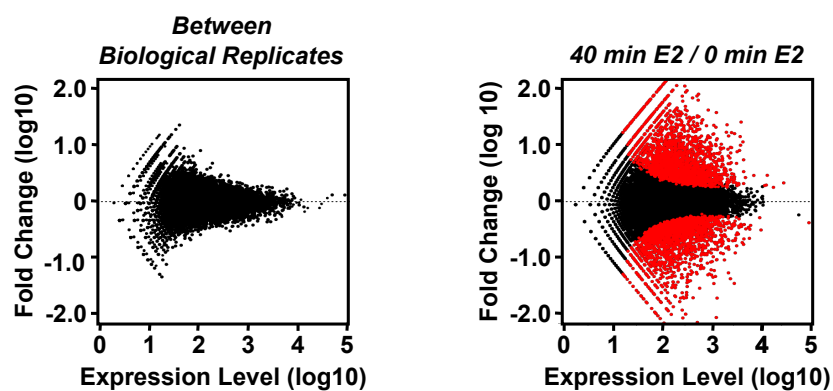 Between
Biological Replicates
Fold Change (log10)
2.0
1.0
0
-1.0
-2.0
0 1 2 3 4 5
Expression Level (log10)
40 min E2 / 0 min E2
Fold Change (log 10)
2.0
1.0
0
-1.0
-2.0
0 1 2 3 4 5
Expression Level (log10)